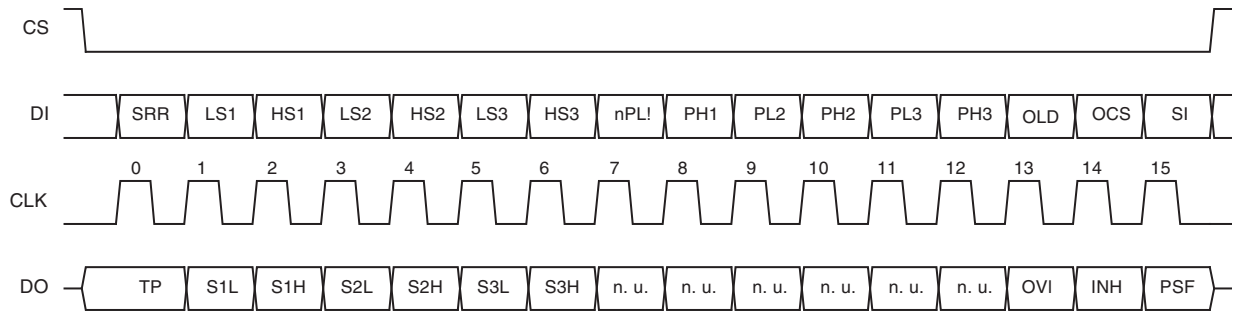 CS
DI SRR LS1 HS1 LS2 HS2 LS3 HS3 nPL! PH1 PL2 PH2 PL3 PH3 OLD OCS SI
0 1 2 3 4 5 6 7 8 9 10 11 12 13 14 15
CLK
DO TP S1L S1H S2L S2H S3L S3H n. u. n. u. n. u. n. u. n. u. n. u. OVI INH PSF